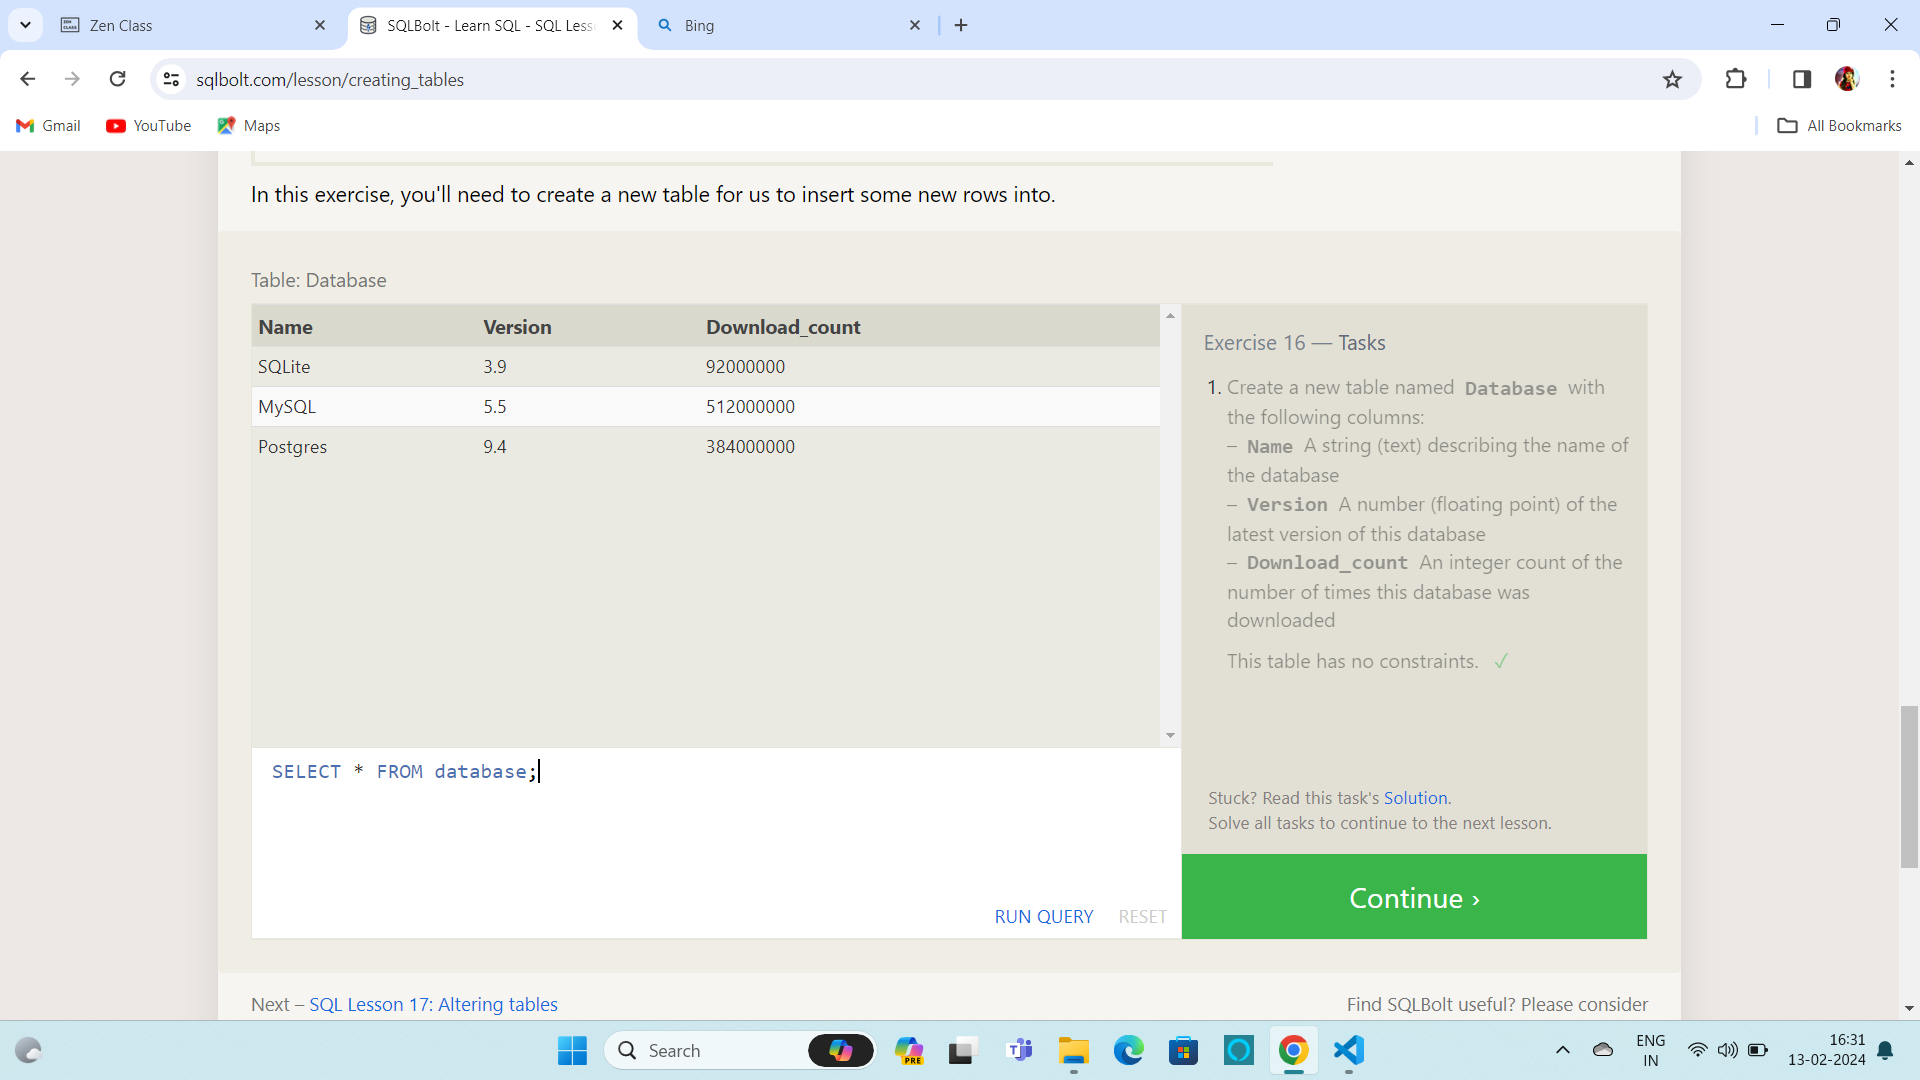 Zen Class
SQLBolt - Learn SQL - SQL Less
Bing
sqlbolt.com/lesson/creating_tables
Gmail
YouTube
Maps
All Bookmarks
In this exercise, you'll need to create a new table for us to insert some new rows into.
Table: Database
Name Version Download_count
SQLite 3.9 92000000
MySQL 5.5 512000000
Postgres 9.4 384000000
SELECT * FROM database;
RUN QUERY RESET
Exercise 16 — Tasks
1. Create a new table named Database with
the following columns:
– Name A string (text) describing the name of
the database
– Version A number (floating point) of the
latest version of this database
– Download_count An integer count of the
number of times this database was
downloaded
This table has no constraints. ✓
Stuck? Read this task's Solution.
Solve all tasks to continue to the next lesson.
Continue ›
Next – SQL Lesson 17: Altering tables
Find SQLBolt useful? Please consider
Search
PRE
ENG
IN
16:31
13-02-2024